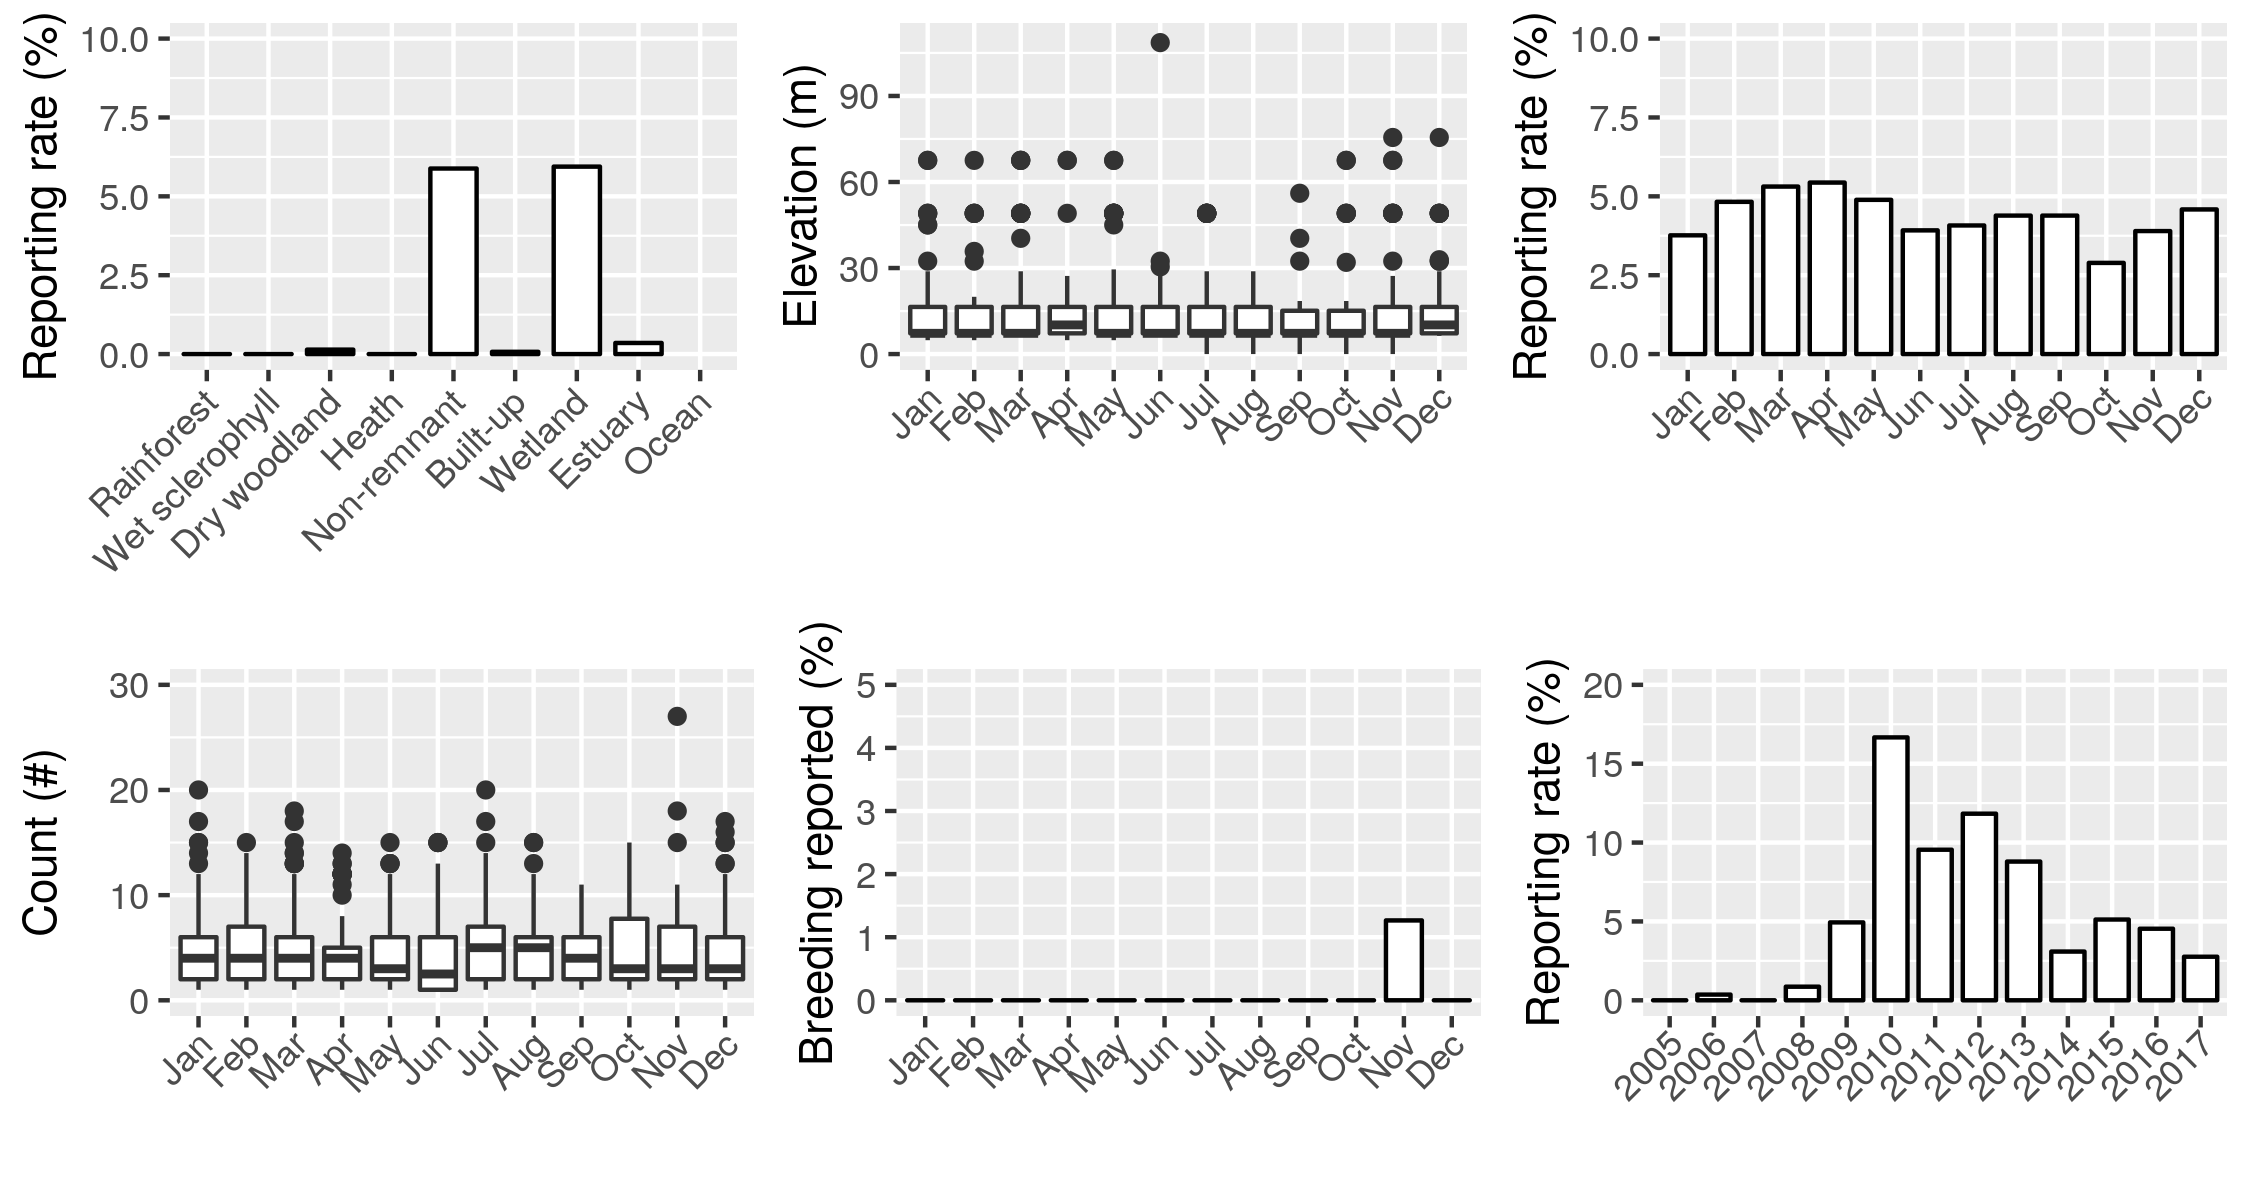 Reporting rate (%)
10.0
7.5
5.0
2.5
0.0
Rainforest
Wet sclerophyll
Dry woodland
Heath
Non-remnant
Built-up
Wetland
Estuary
Ocean
Elevation (m)
90
60
30
0
Jan
Feb
Mar
Apr
May
Jun
Jul
Aug
Sep
Oct
Nov
Dec
Reporting rate (%)
10.0
7.5
5.0
2.5
0.0
Jan
Feb
Mar
Apr
May
Jun
Jul
Aug
Sep
Oct
Nov
Dec
Count (#)
30
20
10
0
Jan
Feb
Mar
Apr
May
Jun
Jul
Aug
Sep
Oct
Nov
Dec
Breeding reported (%)
5
4
3
2
1
0
Jan
Feb
Mar
Apr
May
Jun
Jul
Aug
Sep
Oct
Nov
Dec
Reporting rate (%)
20
15
10
5
0
2005
2006
2007
2008
2009
2010
2011
2012
2013
2014
2015
2016
2017